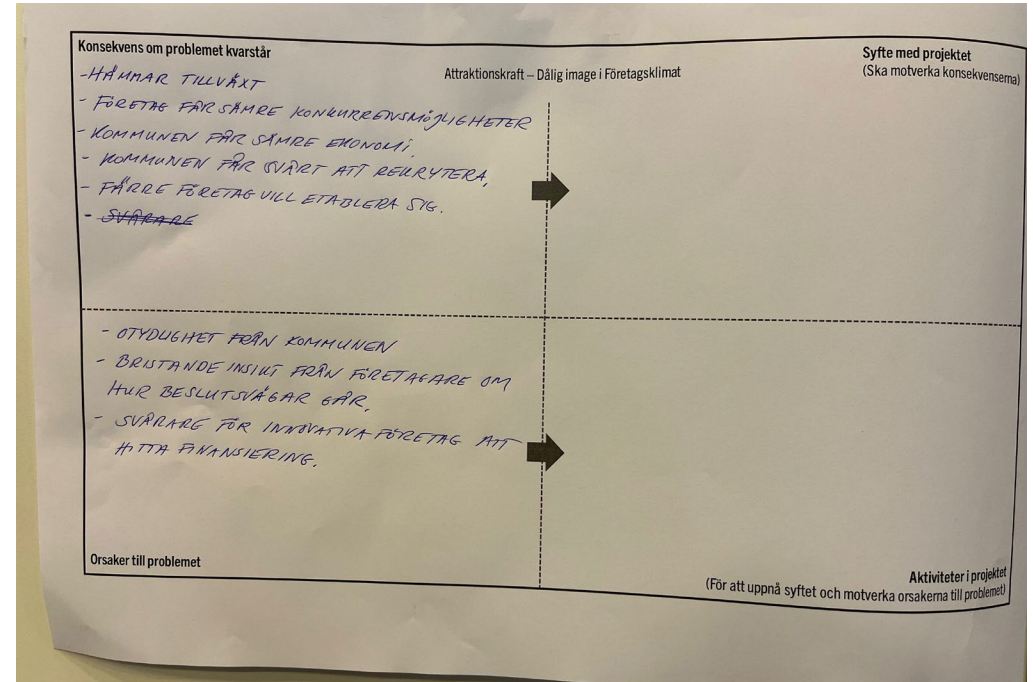 Konsekvens om problemet kvarstår
- HÄMMAR TILLVÄXT
- FÖRETAG FÅR SÄMRE KONKURRENSMÖJLIGHETER
- KOMMUNEN FÅR SÄMRE EKONOMI.
- KOMMUNEN FÅR SVÅRT ATT REKRYTERA.
- FÄRRE FÖRETAG VILL ETABLERA SIG.
- SVÅRARE
Attraktionskraft – Dålig image i Företagsklimat
Syfte med projektet
(Ska motverka konsekvenserna)
- OTYDLIGHET FRÅN KOMMUNEN
- BRISTANDE INSIKT FRÅN FÖRETAGARE OM
HUR BESLUTSVÄGAR GÅR.
- SVÅRARE FÖR INNOVATIVA FÖRETAG ATT
HITTA FINANSIERING.
Orsaker till problemet
Aktiviteter i projektet
(För att uppnå syftet och motverka orsakerna till problemet)